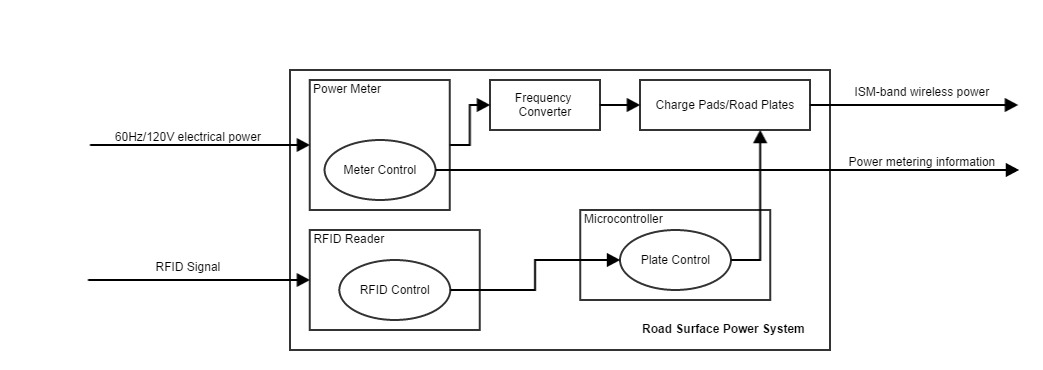 Power Meter
Frequency
Converter
Charge Pads/Road Plates
ISM-band wireless power
60Hz/120V electrical power
Meter Control
Power metering information
Microcontroller
RFID Reader
RFID Signal
Plate Control
RFID Control
Road Surface Power System